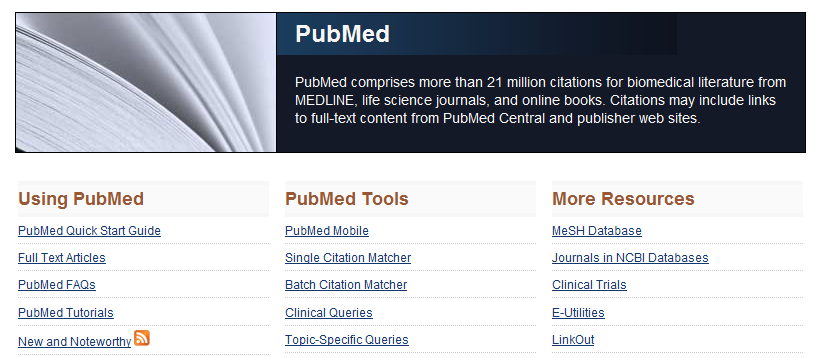 PubMed
PubMed comprises more than 21 million citations for biomedical literature from
MEDLINE, life science journals, and online books. Citations may include links
to full-text content from PubMed Central and publisher web sites.
Using PubMed
PubMed Quick Start Guide
Full Text Articles
PubMed FAQs
PubMed Tutorials
New and Noteworthy
PubMed Tools
PubMed Mobile
Single Citation Matcher
Batch Citation Matcher
Clinical Queries
Topic-Specific Queries
More Resources
MeSH Database
Journals in NCBI Databases
Clinical Trials
E-Utilities
LinkOut